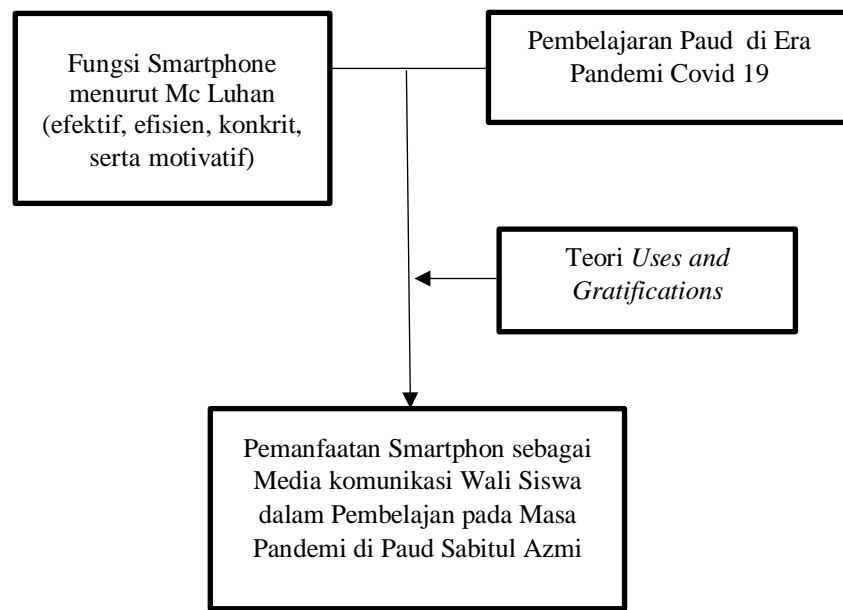 Fungsi Smartphone
menurut Mc Luhan
(efektif, efisien, konkrit,
serta motivatif)
Pembelajaran Paud di Era
Pandemi Covid 19
Teori Uses and
Gratifications
Pemanfaatan Smartphon sebagai
Media komunikasi Wali Siswa
dalam Pembelajan pada Masa
Pandemi di Paud Sabitul Azmi